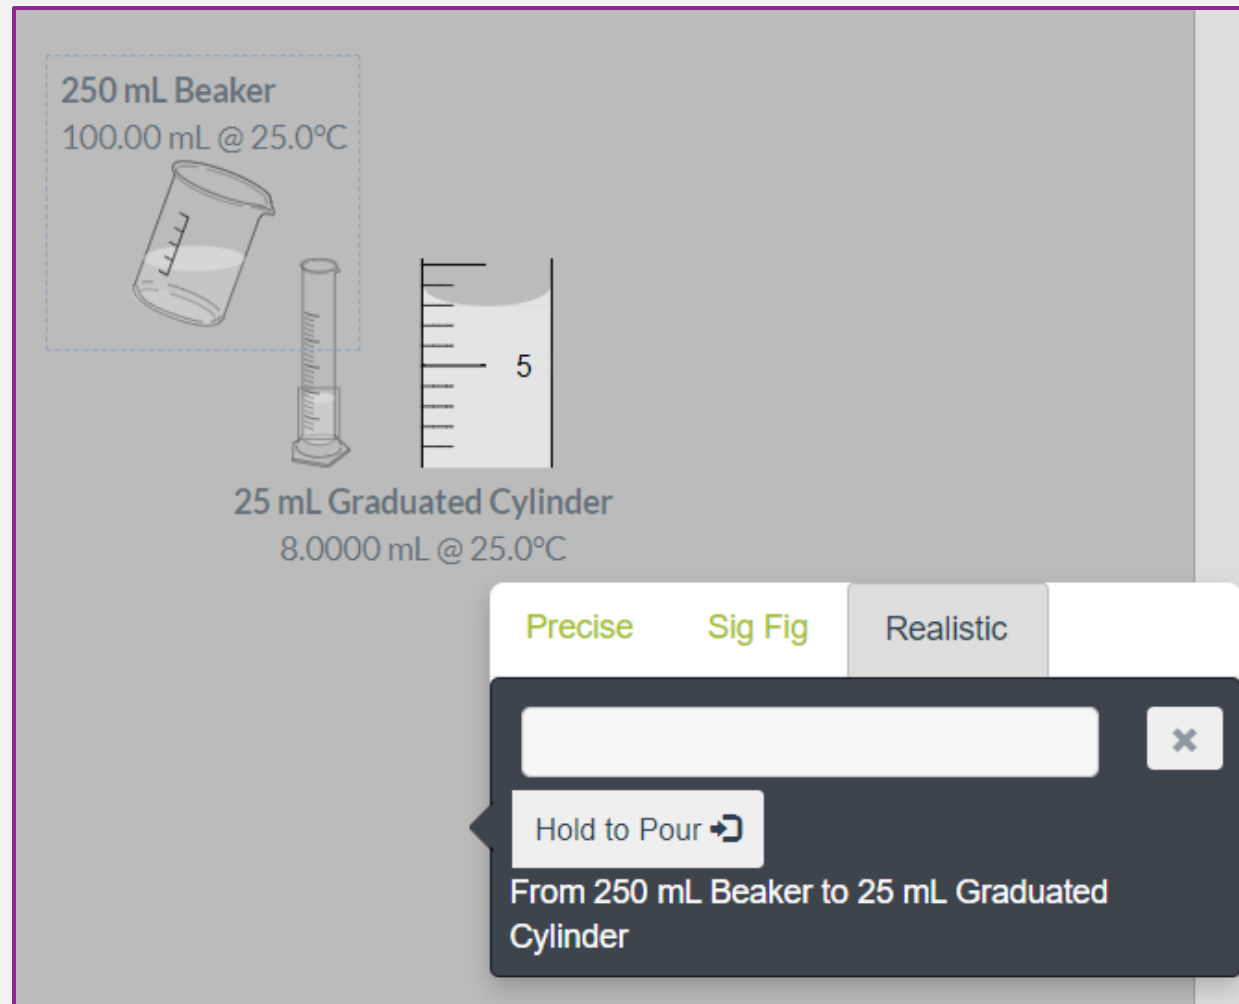 250 mL Beaker
100.00 mL @ 25.0°C
5
25 mL Graduated Cylinder
8.0000 mL @ 25.0°C
Precise Sig Fig Realistic
Hold to Pour
From 250 mL Beaker to 25 mL Graduated
Cylinder